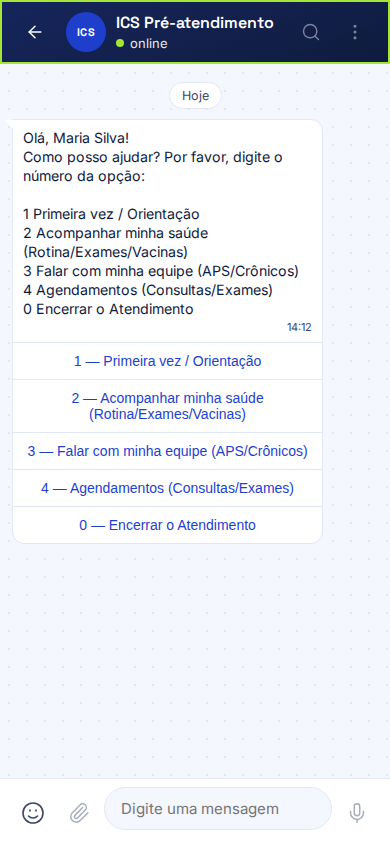 ICS
ICS Pré-atendimento
online
Hoje
Olá, Maria Silva!
Como posso ajudar? Por favor, digite o
número da opção:
1 Primeira vez / Orientação
2 Acompanhar minha saúde
(Rotina/Exames/Vacinas)
3 Falar com minha equipe (APS/Crônicos)
4 Agendamentos (Consultas/Exames)
0 Encerrar o Atendimento
14:12
1 — Primeira vez / Orientação
2 — Acompanhar minha saúde
(Rotina/Exames/Vacinas)
3 — Falar com minha equipe (APS/Crônicos)
4 — Agendamentos (Consultas/Exames)
0 — Encerrar o Atendimento
Digite uma mensagem